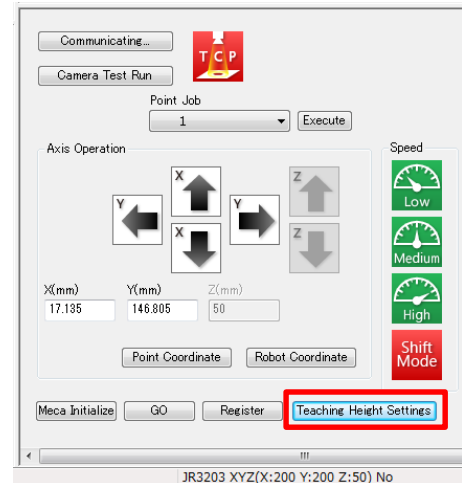 Communicating...
TCP
Camera Test Run
Point Job
1
Execute
Axis Operation
Speed
X
Z
Y
Y
Low
X
Z
Medium
X(mm)
Y(mm)
Z(mm)
17.135
146.805
50
High
Point Coordinate
Robot Coordinate
Shift
Mode
Meca Initialize
GO
Register
Teaching Height Settings
JR3203 XYZ(X:200 Y:200 Z:50) No